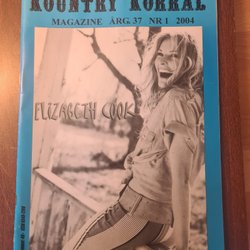 KOUNTRY KORRAL
MAGAZINE ÅRG. 37 NR 1 2004
ELIZABETH COOK